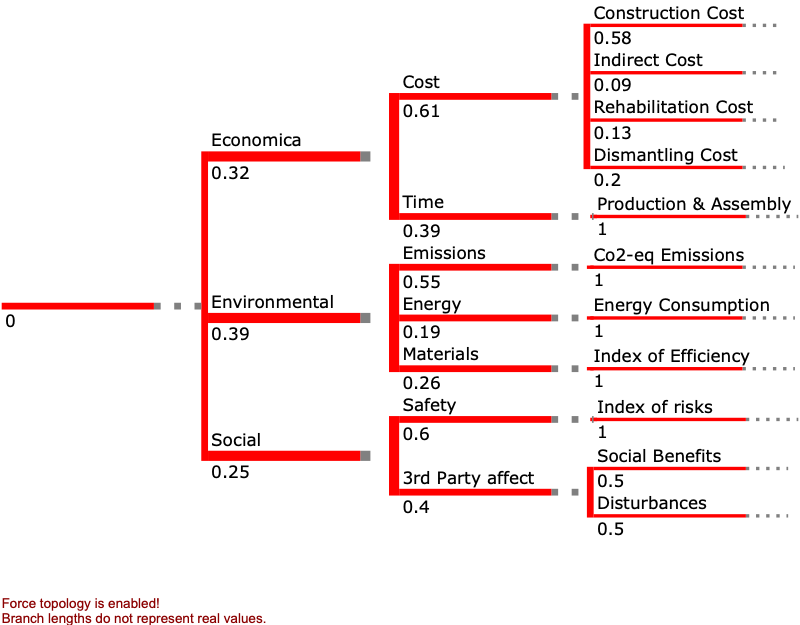 Construction Cost
0.58
Indirect Cost
0.09
Rehabilitation Cost
0.13
Dismantling Cost
0.2
Cost
0.61
Time
0.39
Production & Assembly
1
Economica
0.32
Emissions
0.55
Co2-eq Emissions
1
Energy
0.19
Energy Consumption
1
Materials
0.26
Index of Efficiency
1
Environmental
0.39
0
Safety
0.6
Index of risks
1
Social
0.25
3rd Party affect
0.4
Social Benefits
0.5
Disturbances
0.5
Force topology is enabled!
Branch lengths do not represent real values.